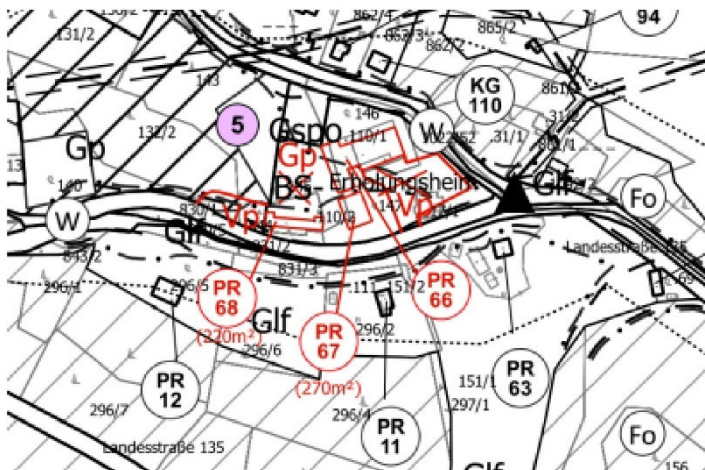 131/2
862/4
862/3
862/2
865/2
94
143
KG
110
861/1
146
5
Gspo
110/1
W
.31/1
132/2
Gp
Gp
BS-
Erholungsheim
Glf
140
Vp
110/2
142
Vp
Fo
W
Glf
Landesstraße 135
843/2
831/2
831/3
296/1
296/5
PR
68
(220m²)
.111
151/2
PR
66
Glf
296/6
PR
67
(270m²)
296/2
PR
63
PR
12
151/1
297/1
296/7
296/4
PR
11
Fo
Landesstraße 135
Glf
156